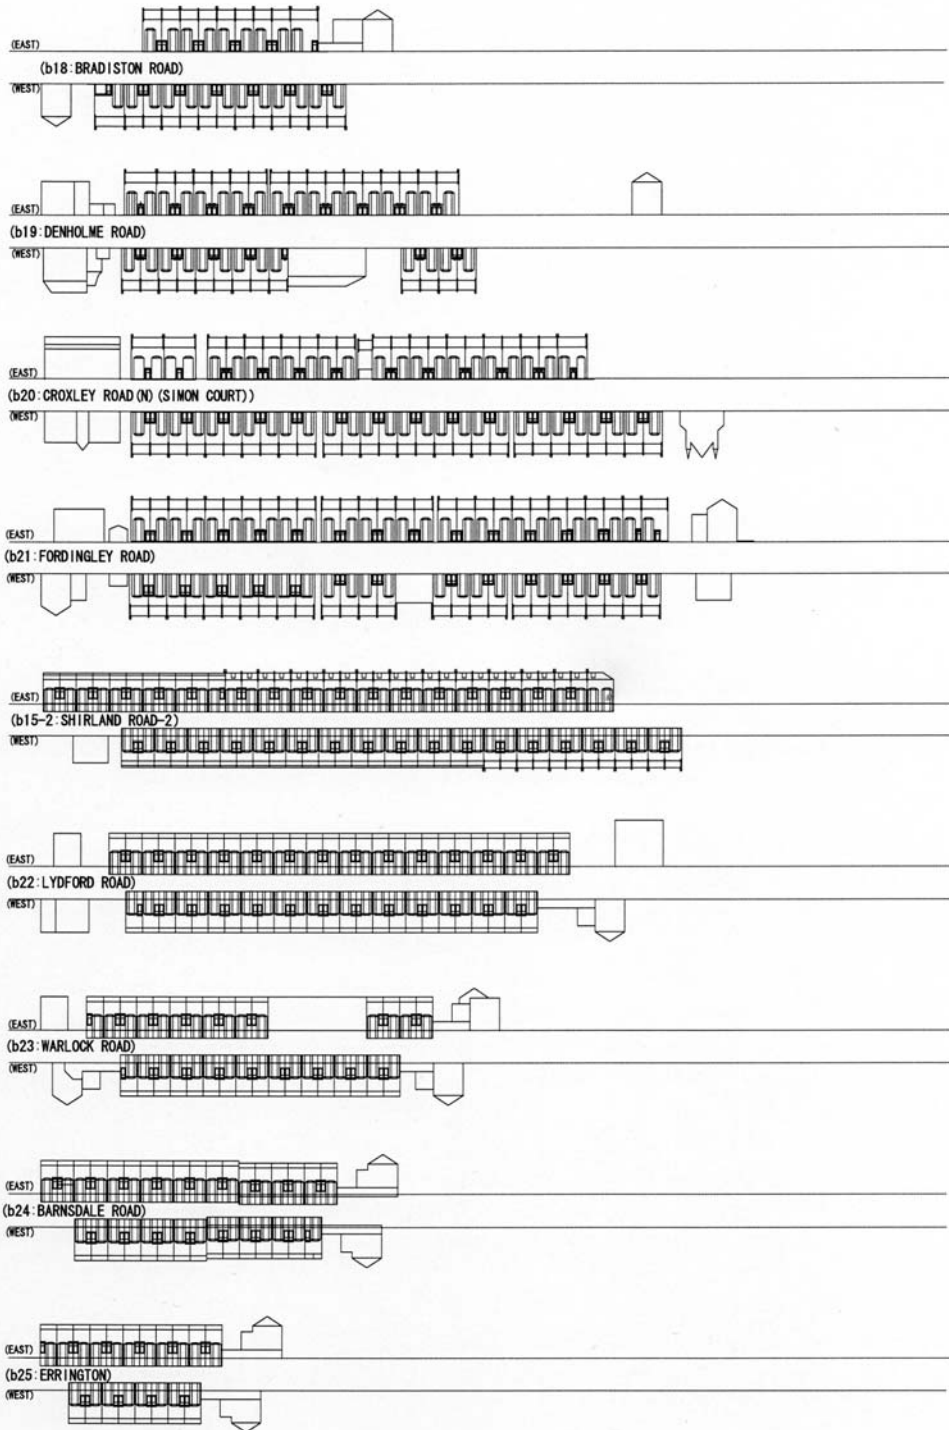 (EAST)
(b18:BRADISTON ROAD)
(WEST)
(EAST)
(b19:DENHOLME ROAD)
(WEST)
(EAST)
(b20:CROXLEY ROAD(N)(SIMON COURT))
(WEST)
(EAST)
(b21:FORDINGLEY ROAD)
(WEST)
(EAST)
(b15-2:SHIRLAND ROAD-2)
(WEST)
(EAST)
(b22:LYDFORD ROAD)
(WEST)
(EAST)
(b23:WARLOCK ROAD)
(WEST)
(EAST)
(b24:BARNSDALE ROAD)
(WEST)
(EAST)
(b25:ERRINGTON)
(WEST)